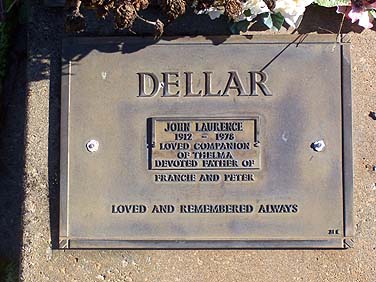 DELLAR
JOHN LAURENCE
1912 - 1976
LOVED COMPANION
OF THELMA
DEVOTED FATHER OF
FRANCIE AND PETER
LOVED AND REMEMBERED ALWAYS